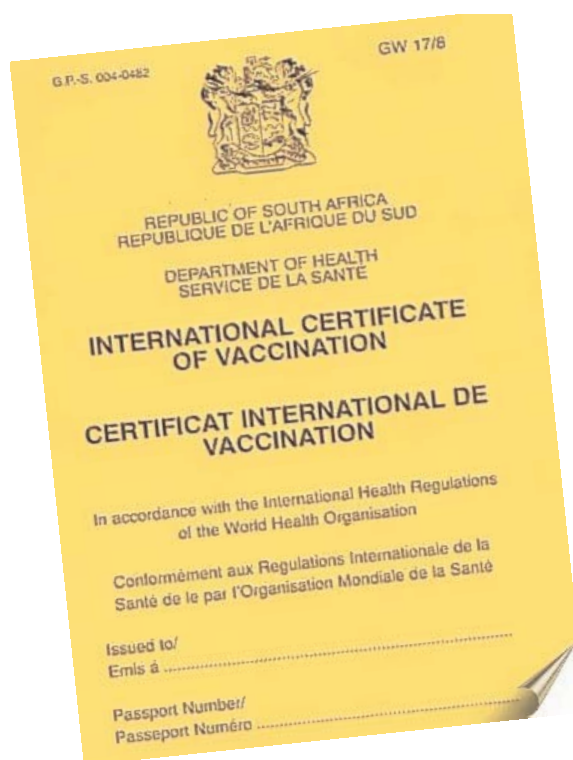 G.P.-S. 004-0482
GW 17/8
REPUBLIC OF SOUTH AFRICA
REPUBLIQUE DE L'AFRIQUE DU SUD
DEPARTMENT OF HEALTH
SERVICE DE LA SANTÉ
INTERNATIONAL CERTIFICATE
OF VACCINATION
CERTIFICAT INTERNATIONAL DE
VACCINATION
In accordance with the International Health Regulations
of the World Health Organisation
Conformément aux Regulations Internationale de la
Santé de le par l'Organisation Mondiale de la Santé
Issued to/
Emis á
Passport Number/
Passeport Numéro